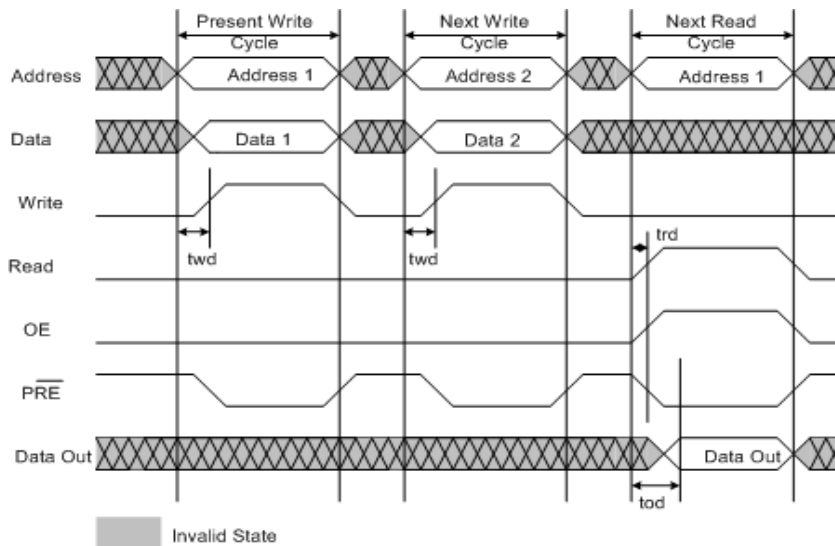 Present Write
Cycle
Next Write
Cycle
Next Read
Cycle
Address
Address 1
Address 2
Address 1
Data
Data 1
Data 2
Write
twd
twd
trd
Read
OE
PRE
Data Out
Data Out
tod
Invalid State